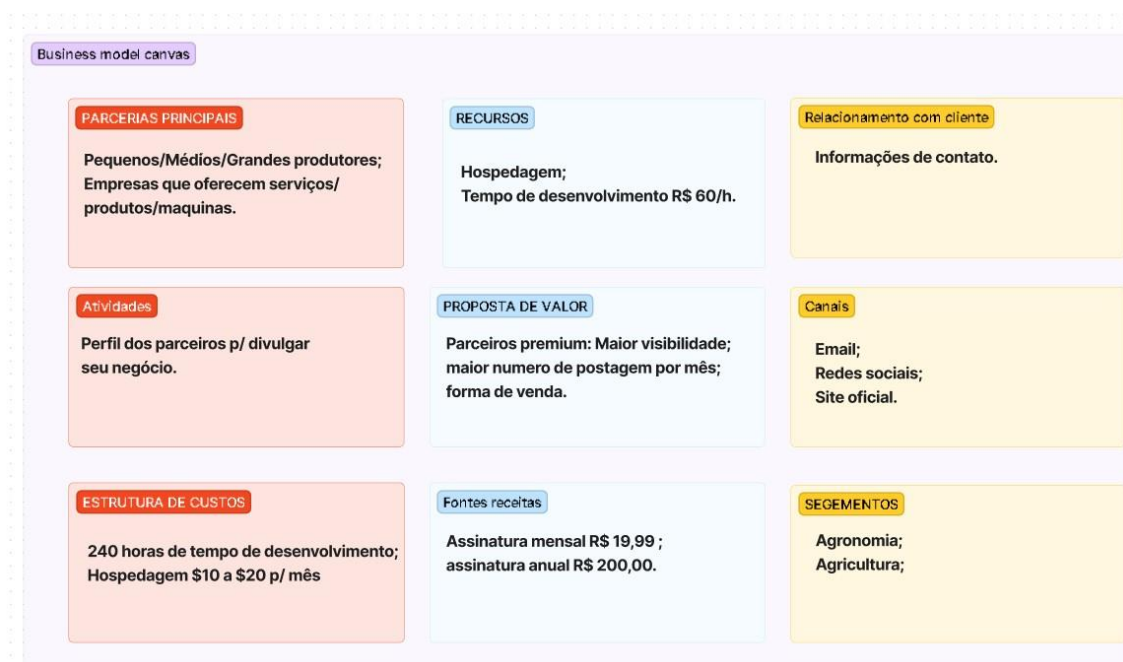 Business model canvas
PARCERIAS PRINCIPAIS
Pequenos/Médios/Grandes produtores;
Empresas que oferecem serviços/
produtos/maquinas.
RECURSOS
Hospedagem;
Tempo de desenvolvimento R$ 60/h.
Relacionamento com cliente
Informações de contato.
Atividades
Perfil dos parceiros p/ divulgar
seu negócio.
PROPOSTA DE VALOR
Parceiros premium: Maior visibilidade;
maior numero de postagem por mês;
forma de venda.
Canais
Email;
Redes sociais;
Site oficial.
ESTRUTURA DE CUSTOS
240 horas de tempo de desenvolvimento;
Hospedagem $10 a $20 p/ mês
Fontes receitas
Assinatura mensal R$ 19,99 ;
assinatura anual R$ 200,00.
SEGEMENTOS
Agronomia;
Agricultura;